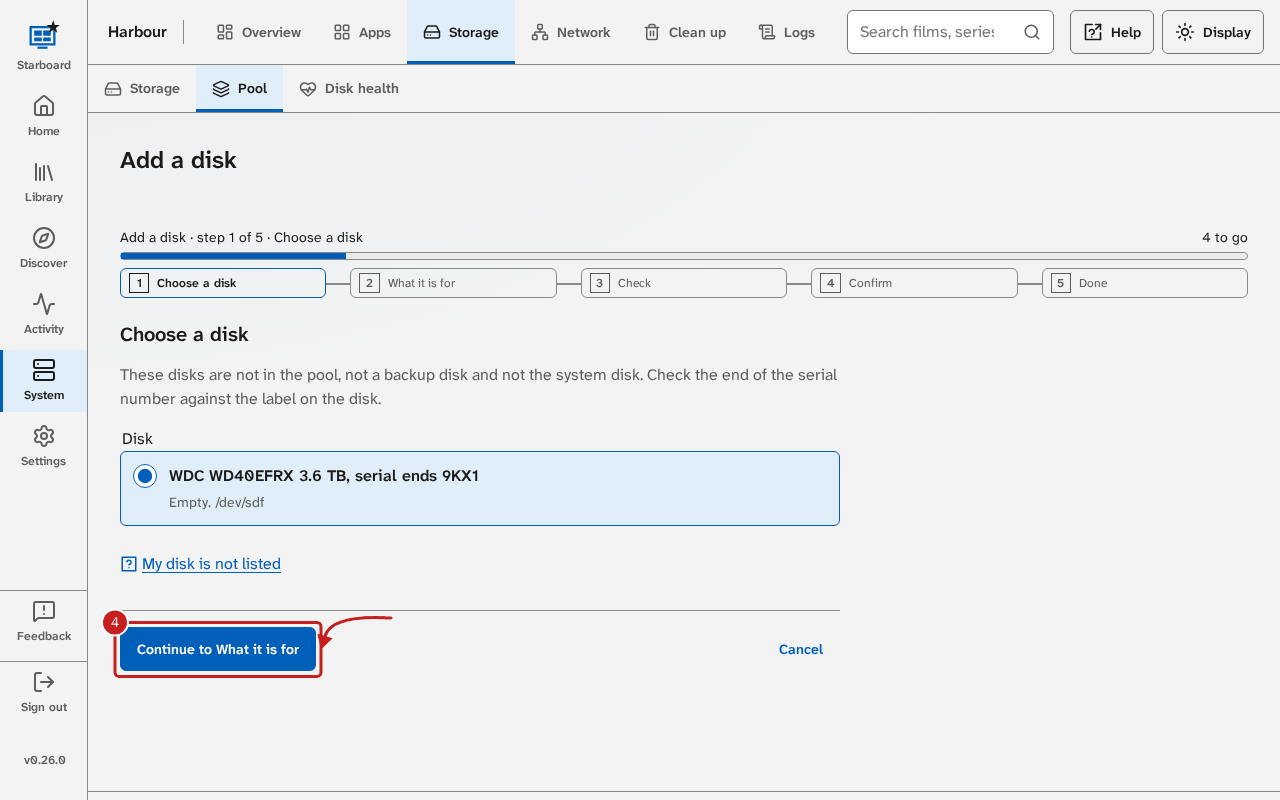 Harbour
Overview
Apps
Storage
Network
Clean up
Logs
Search films, series
Help
Display
Starboard
Home
Library
Discover
Activity
System
Settings
Feedback
Sign out
v0.26.0
Storage
Pool
Disk health
Add a disk
Add a disk · step 1 of 5 · Choose a disk
4 to go
1 Choose a disk
2 What it is for
3 Check
4 Confirm
5 Done
Choose a disk
These disks are not in the pool, not a backup disk and not the system disk. Check the end of the serial
number against the label on the disk.
Disk
WDC WD40EFRX 3.6 TB, serial ends 9KX1
Empty. /dev/sdf
My disk is not listed
4
Continue to What it is for
Cancel